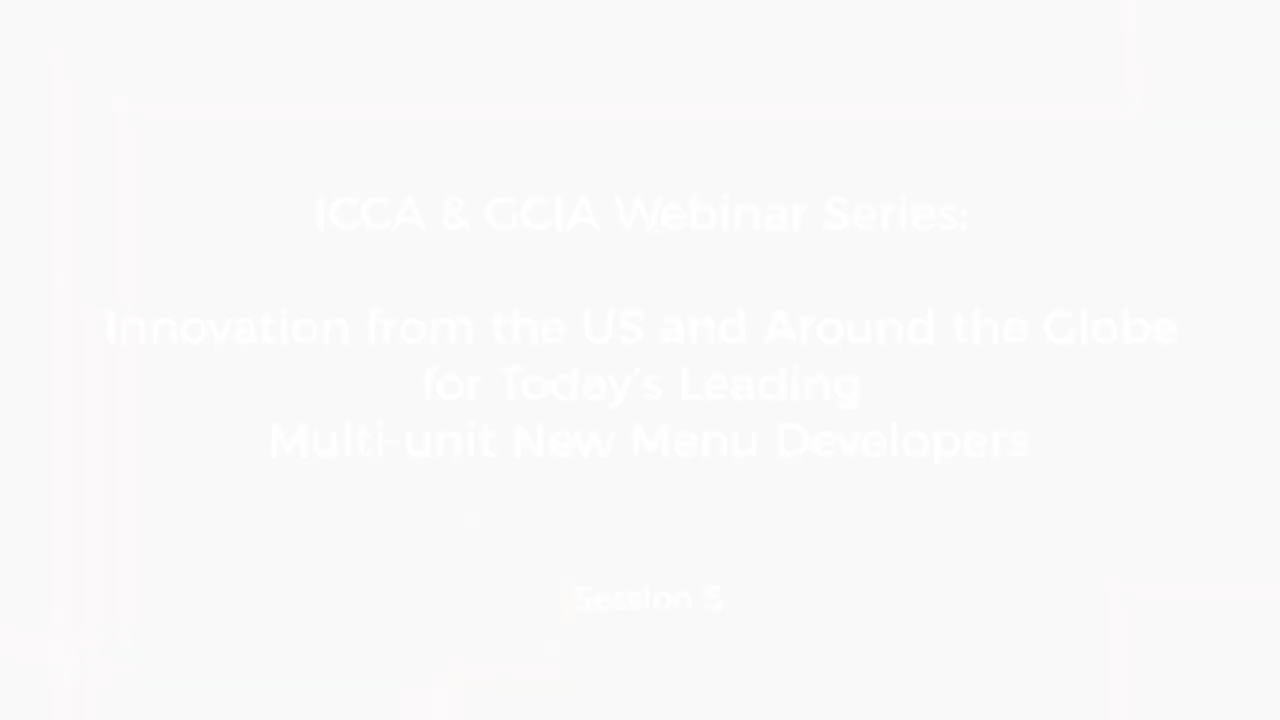 ICCA & GCIA Webinar Series:
Innovation from the US and Around the Globe
for Today's Leading
Multi-unit New Menu Developers
Session 5